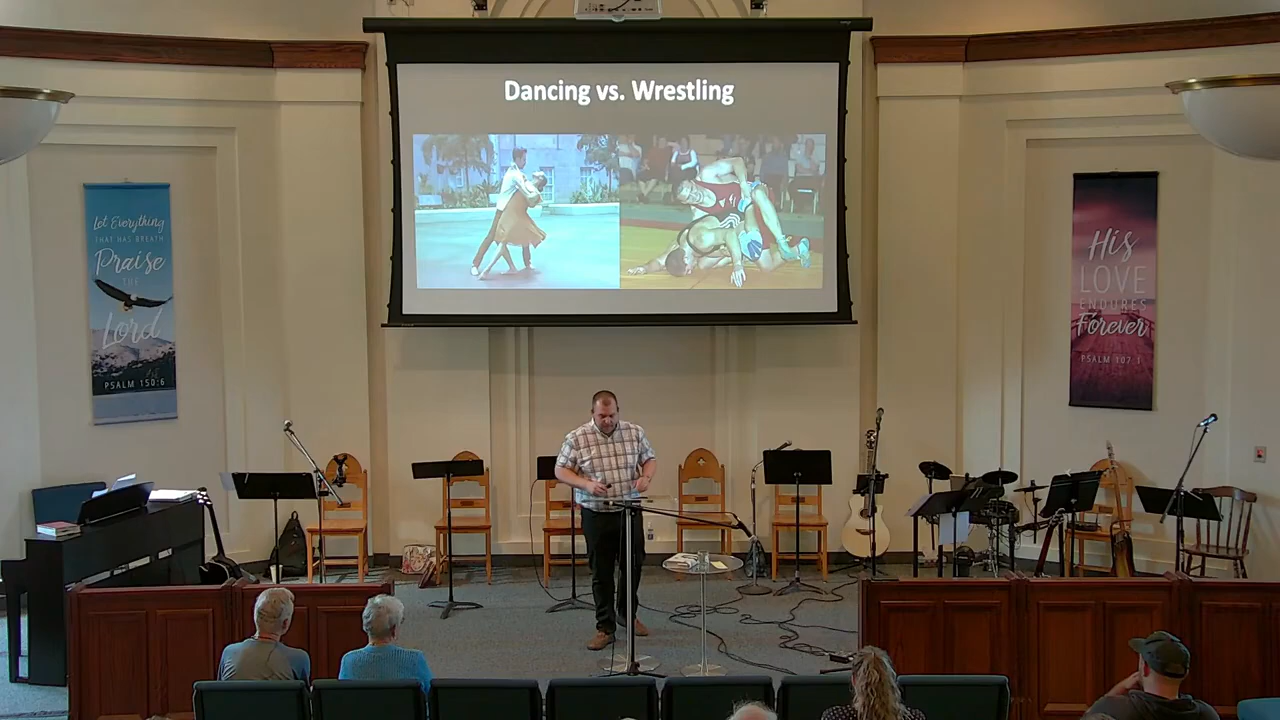 Dancing vs. Wrestling
Let Everything
THAT HAS BREATH
Praise
THE
Lord
PSALM 150:6
His
LOVE
ENDURES
Forever
PSALM 107:1